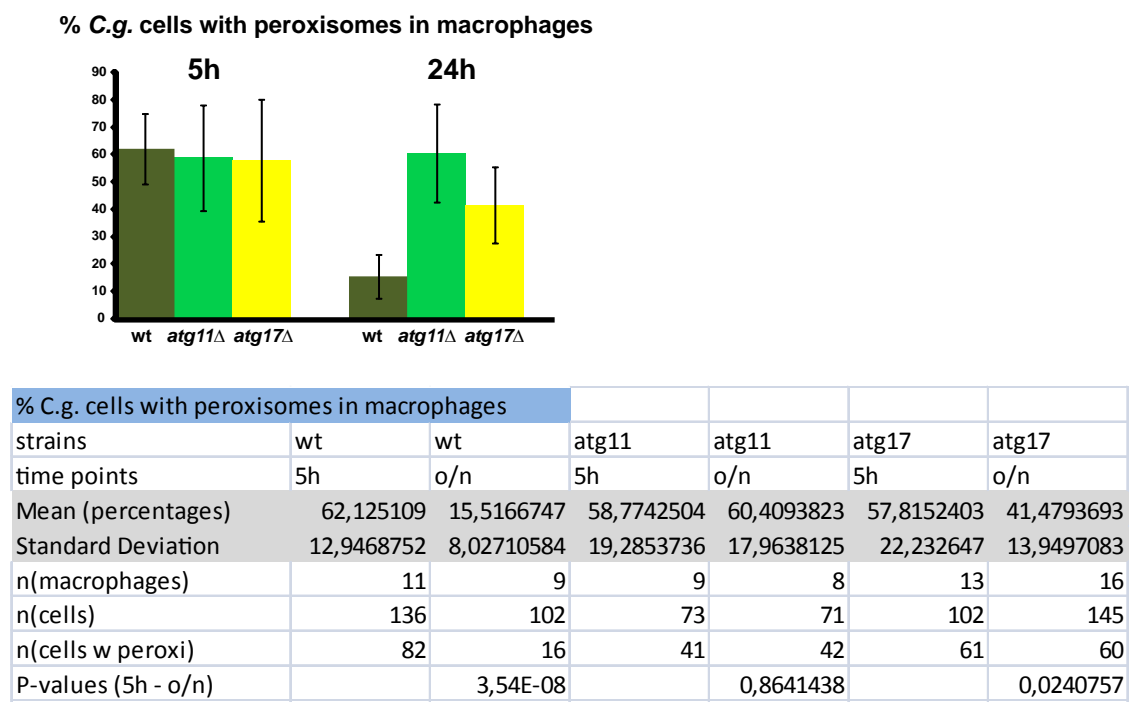 % C.g. cells with peroxisomes in macrophages
5h 24h
90
80
70
60
50
40
30
20
10
0
wt atg11Δ atg17Δ wt atg11Δ atg17Δ
% C.g. cells with peroxisomes in macrophages
strains wt wt atg11 atg11 atg17 atg17
time points 5h o/n 5h o/n 5h o/n
Mean (percentages) 62,125109 15,5166747 58,7742504 60,4093823 57,8152403 41,4793693
Standard Deviation 12,9468752 8,02710584 19,2853736 17,9638125 22,232647 13,9497083
n(macrophages) 11 9 9 8 13 16
n(cells) 136 102 73 71 102 145
n(cells w peroxi) 82 16 41 42 61 60
P-values (5h - o/n) 3,54E-08 0,8641438 0,0240757